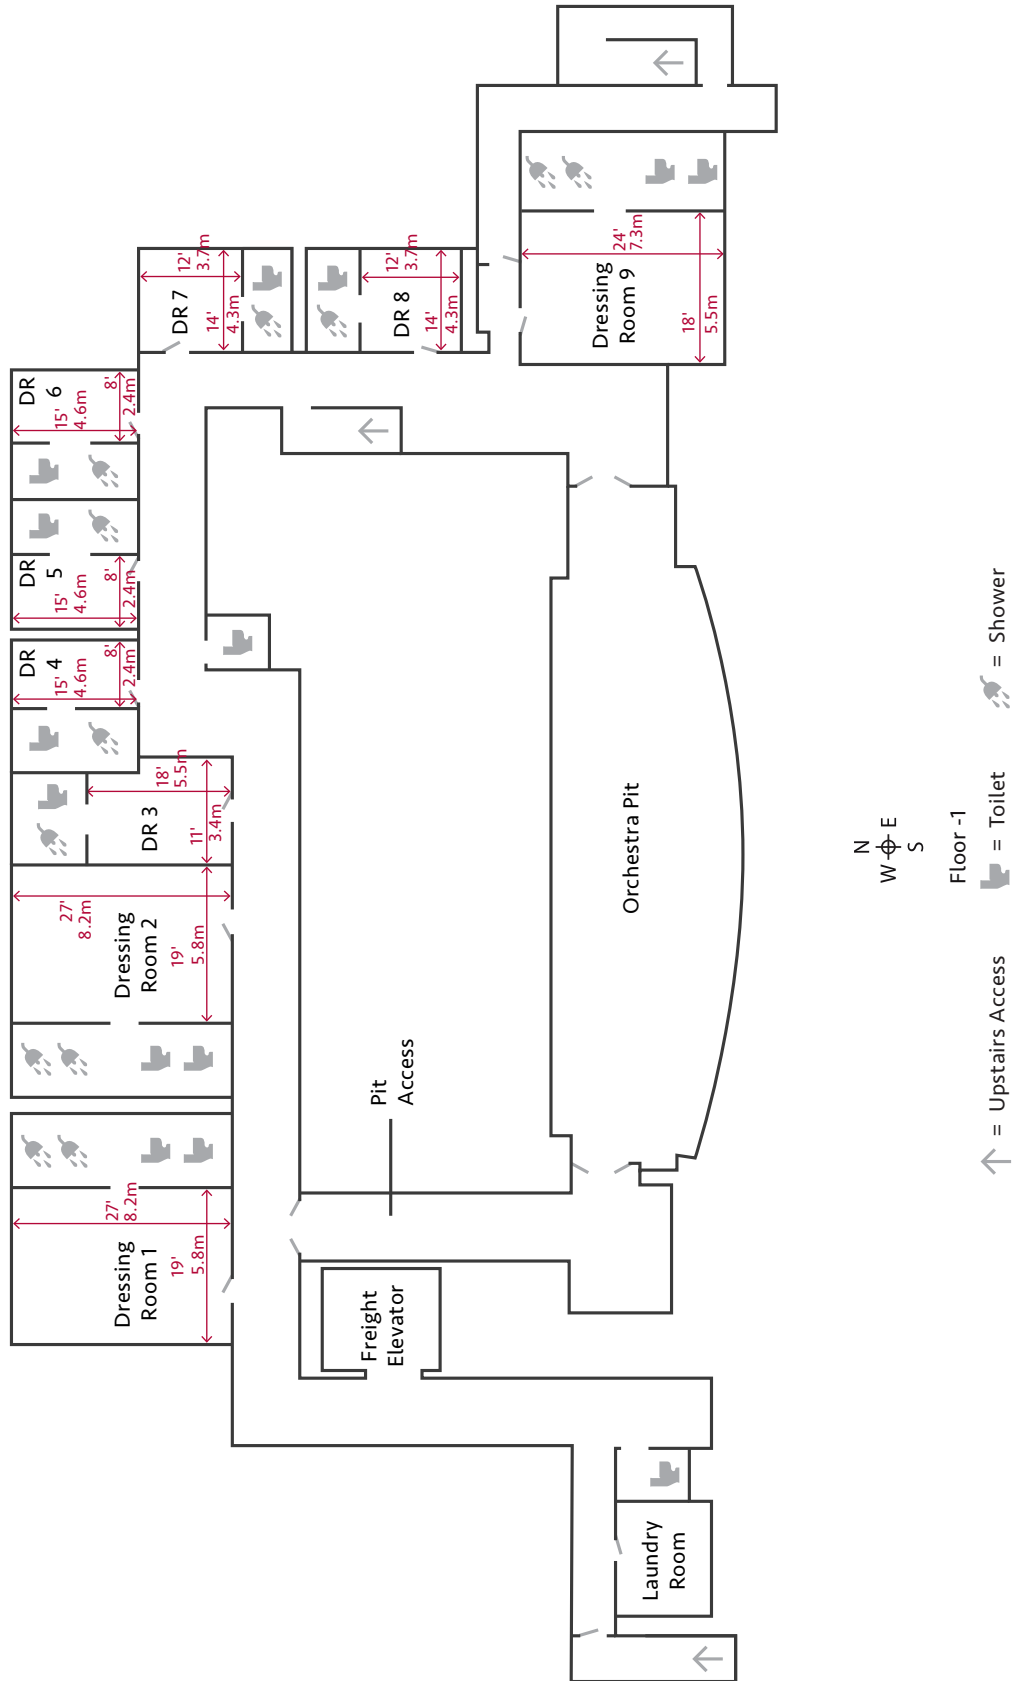 Dressing
Room 1
27'
8.2m
19'
5.8m
Dressing
Room 2
27'
8.2m
19'
5.8m
DR 3
18'
5.5m
11'
3.4m
DR
4
15'
4.6m
8'
2.4m
DR
5
15'
4.6m
8'
2.4m
DR
6
15'
4.6m
8'
2.4m
DR 7
12'
3.7m
14'
4.3m
DR 8
12'
3.7m
14'
4.3m
Dressing
Room 9
24'
7.3m
18'
5.5m
Pit
Access
Freight
Elevator
Orchestra Pit
Laundry
Room
N
W E
S
Floor -1
= Upstairs Access
= Toilet
= Shower